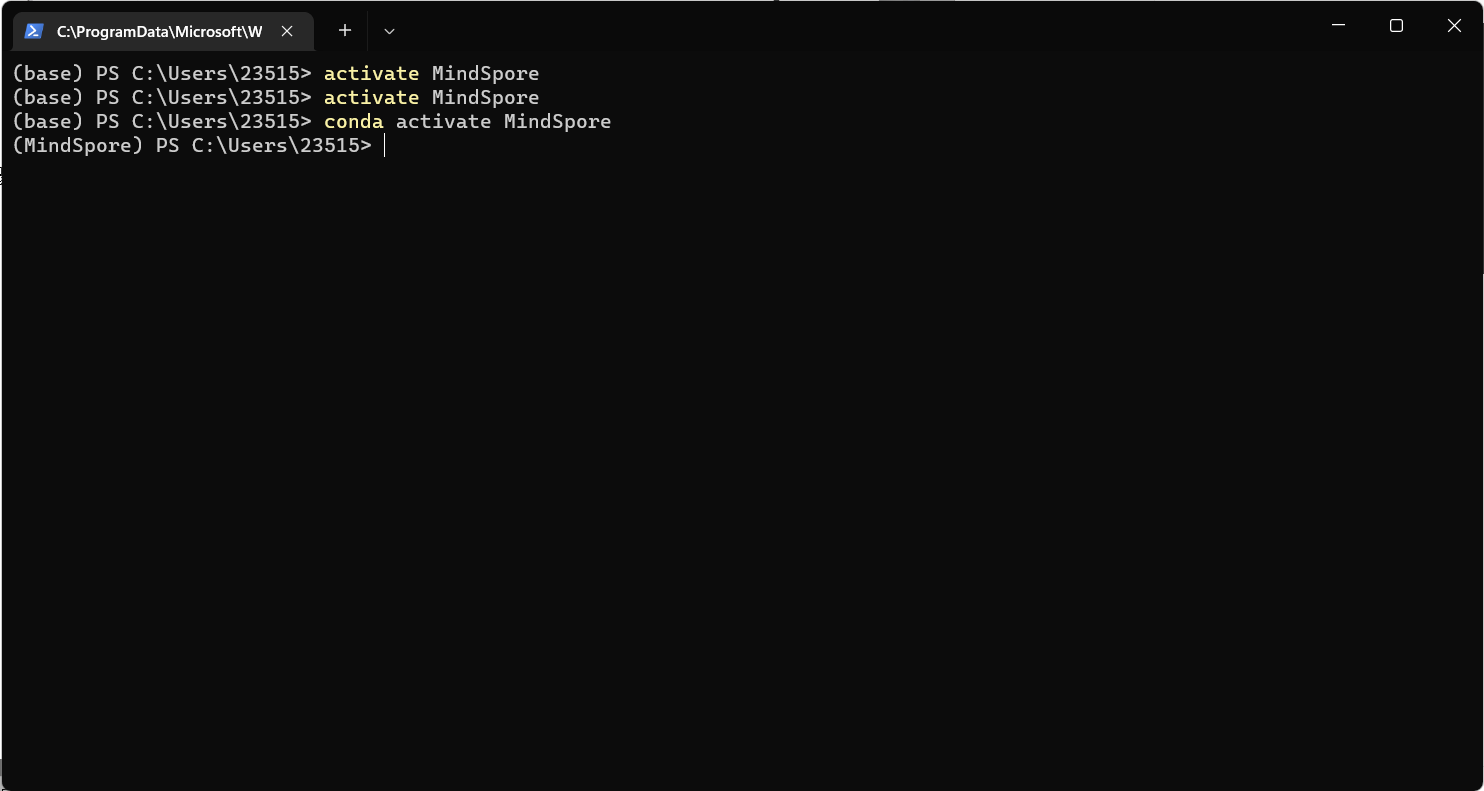 C:\ProgramData\Microsoft\W
(base) PS C:\Users\23515> activate MindSpore
(base) PS C:\Users\23515> activate MindSpore
(base) PS C:\Users\23515> conda activate MindSpore
(MindSpore) PS C:\Users\23515>